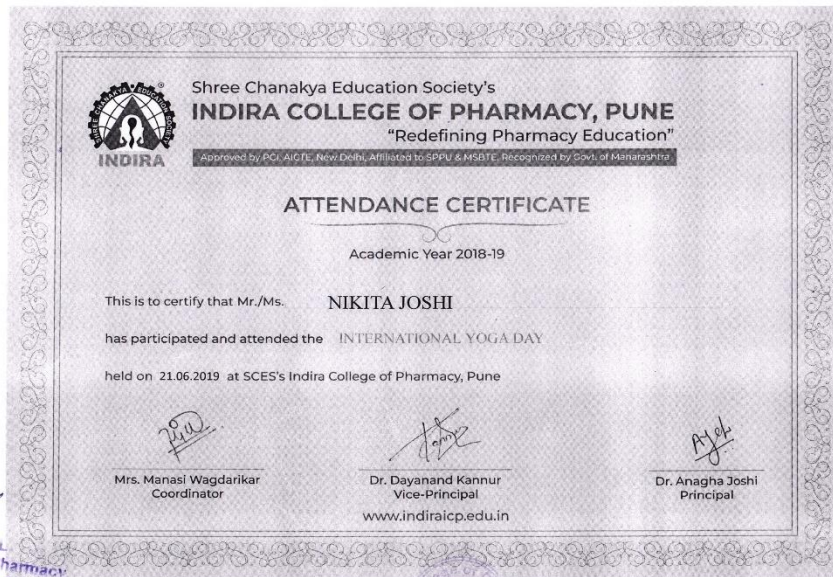 SHREE CHANAKYA EDUCATION SOCIETY
INDIRA
Shree Chanakya Education Society's
INDIRA COLLEGE OF PHARMACY, PUNE
"Redefining Pharmacy Education"
Approved by PCI, AICTE, New Delhi, Affiliated to SPPU & MSBTE, Recognized by Govt. of Maharashtra
ATTENDANCE CERTIFICATE
Academic Year 2018-19
This is to certify that Mr./Ms. NIKITA JOSHI
has participated and attended the INTERNATIONAL YOGA DAY
held on 21.06.2019 at SCES's Indira College of Pharmacy, Pune
Mrs. Manasi Wagdarikar
Coordinator
Dr. Dayanand Kannur
Vice-Principal
Dr. Anagha Joshi
Principal
www.indiraicp.edu.in